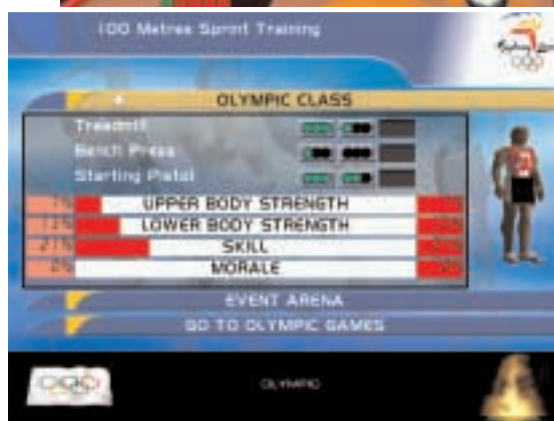 100 Metres Sprint Training
Sydney
OLYMPIC CLASS
Treadmill
Bench Press
Starting Pistol
7% UPPER BODY STRENGTH
11% LOWER BODY STRENGTH
21% SKILL
0% MORALE
EVENT ARENA
GO TO OLYMPIC GAMES
OLYMPIC